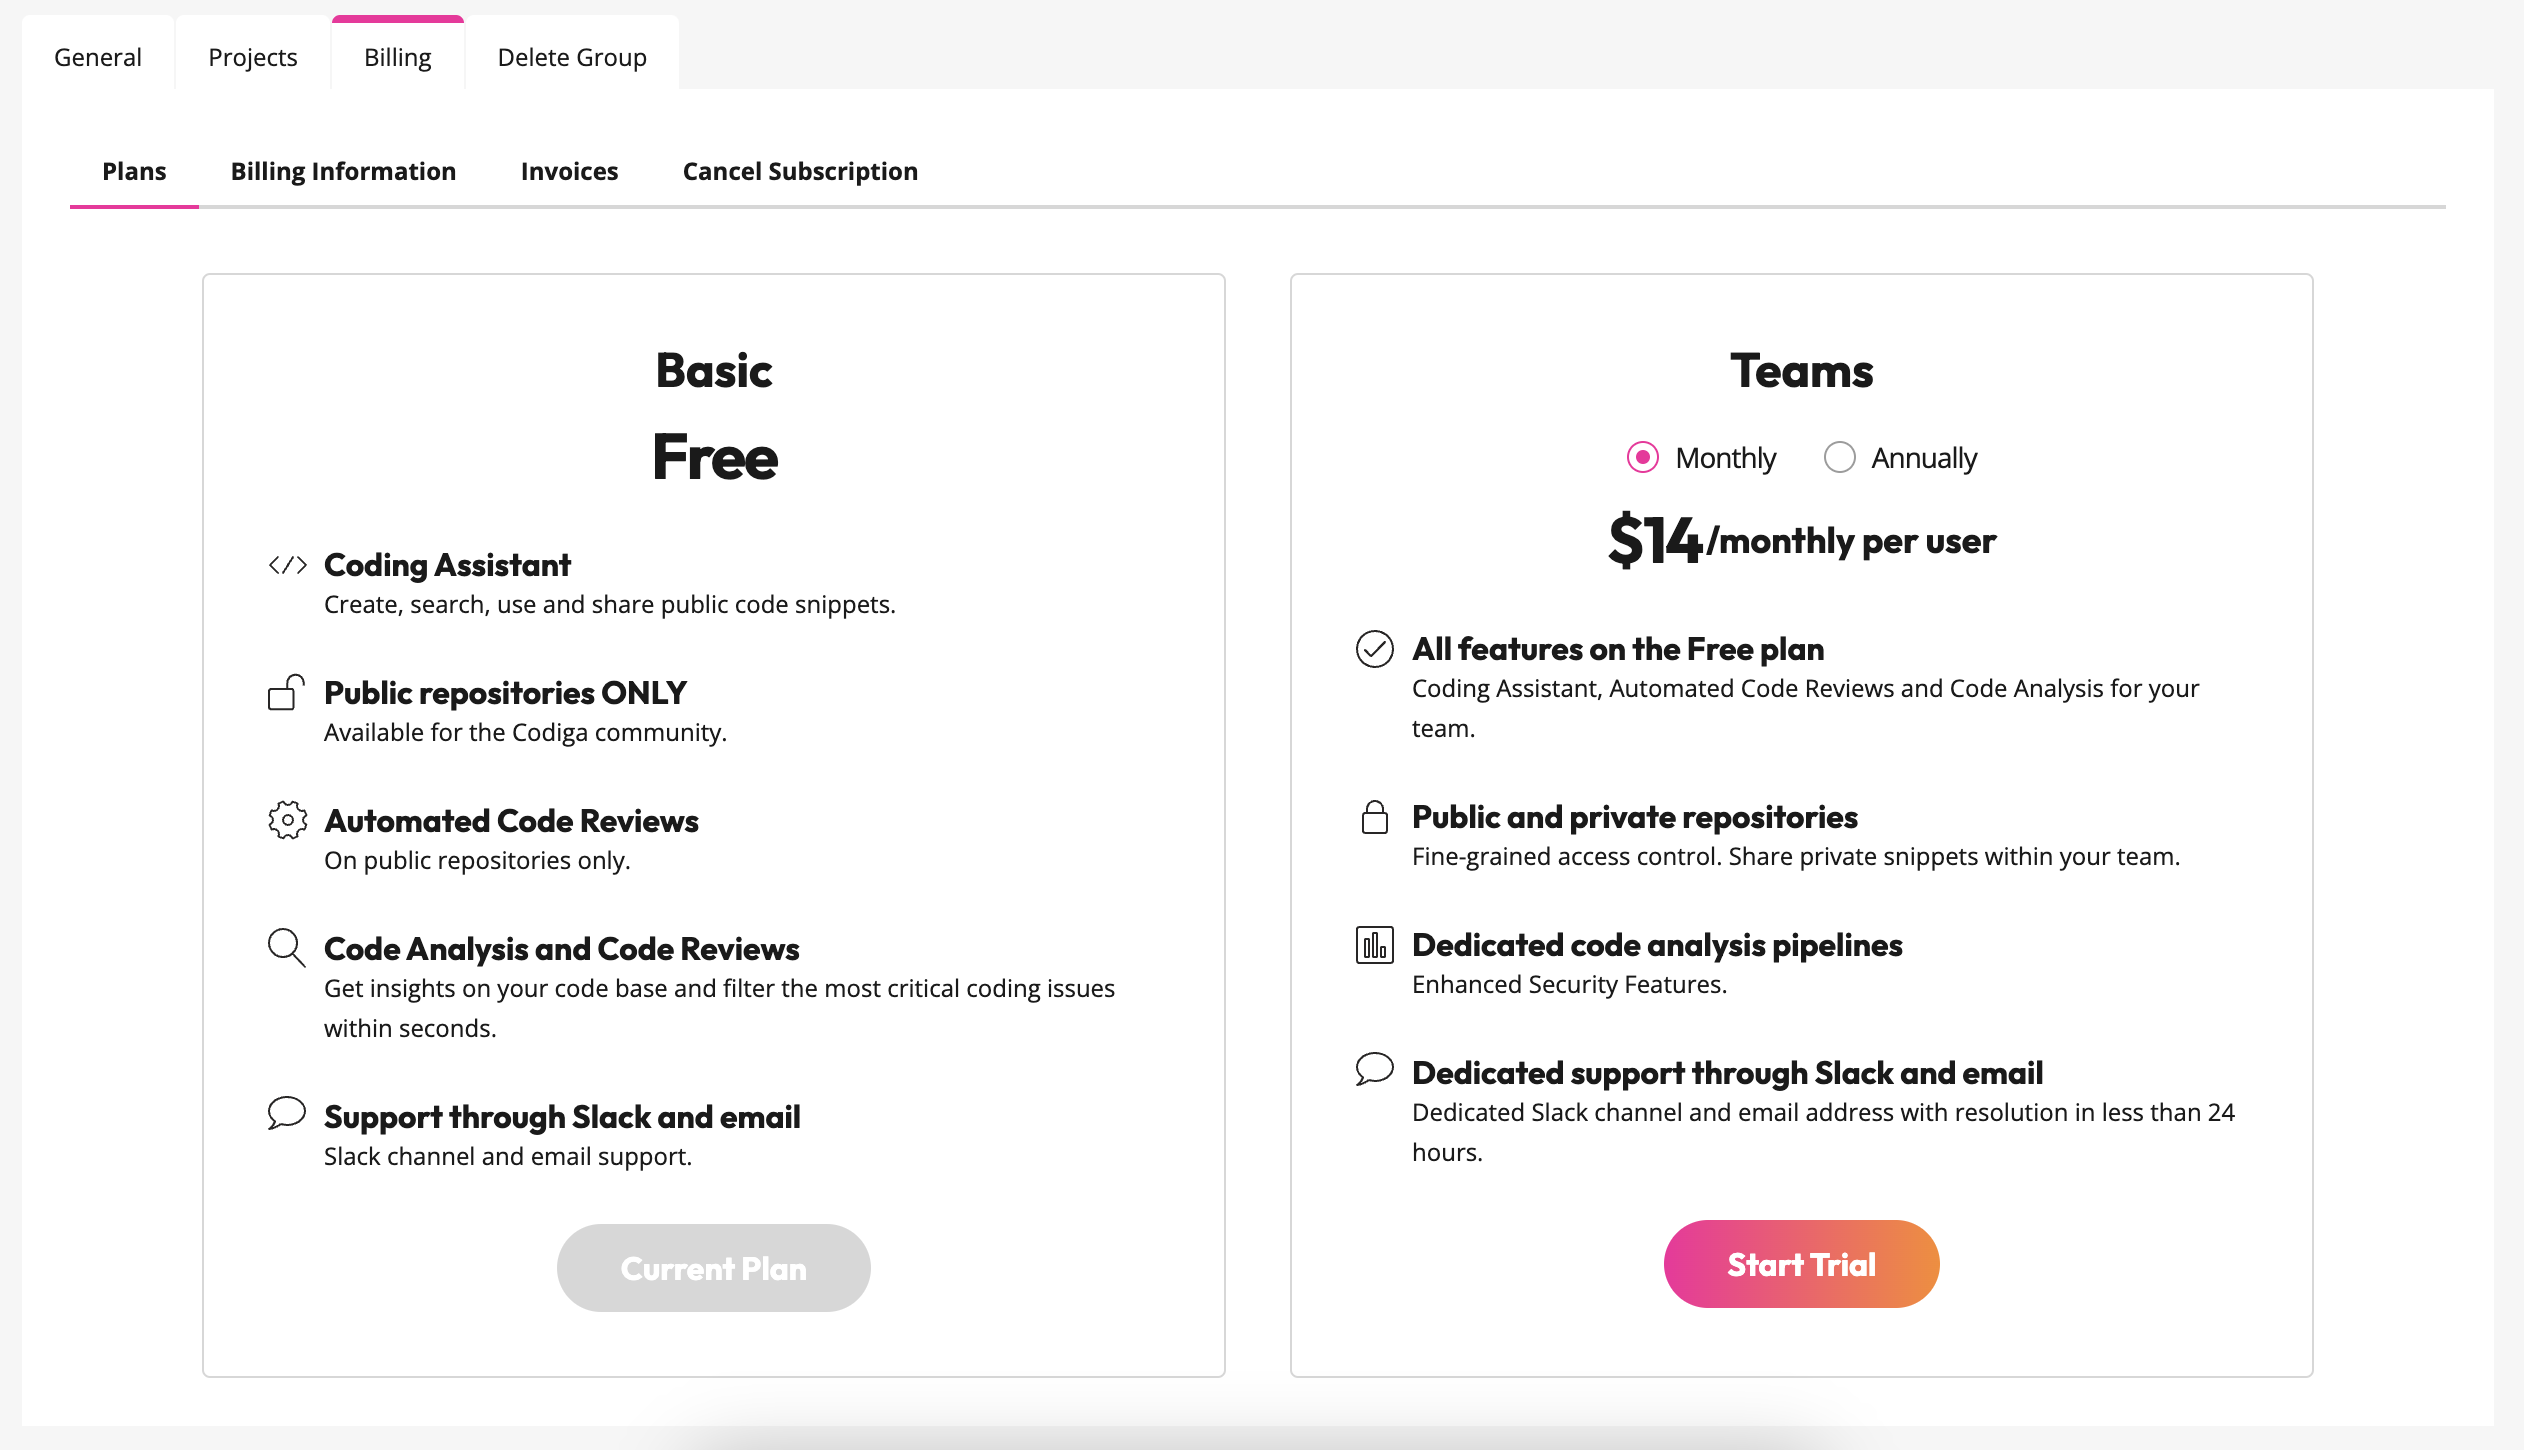 General
Projects
Billing
Delete Group
Plans
Billing Information
Invoices
Cancel Subscription
Basic
Free
Coding Assistant
Create, search, use and share public code snippets.
Public repositories ONLY
Available for the Codiga community.
Automated Code Reviews
On public repositories only.
Code Analysis and Code Reviews
Get insights on your code base and filter the most critical coding issues
within seconds.
Support through Slack and email
Slack channel and email support.
Current Plan
Teams
Monthly
Annually
$14/monthly per user
All features on the Free plan
Coding Assistant, Automated Code Reviews and Code Analysis for your
team.
Public and private repositories
Fine-grained access control. Share private snippets within your team.
Dedicated code analysis pipelines
Enhanced Security Features.
Dedicated support through Slack and email
Dedicated Slack channel and email address with resolution in less than 24
hours.
Start Trial